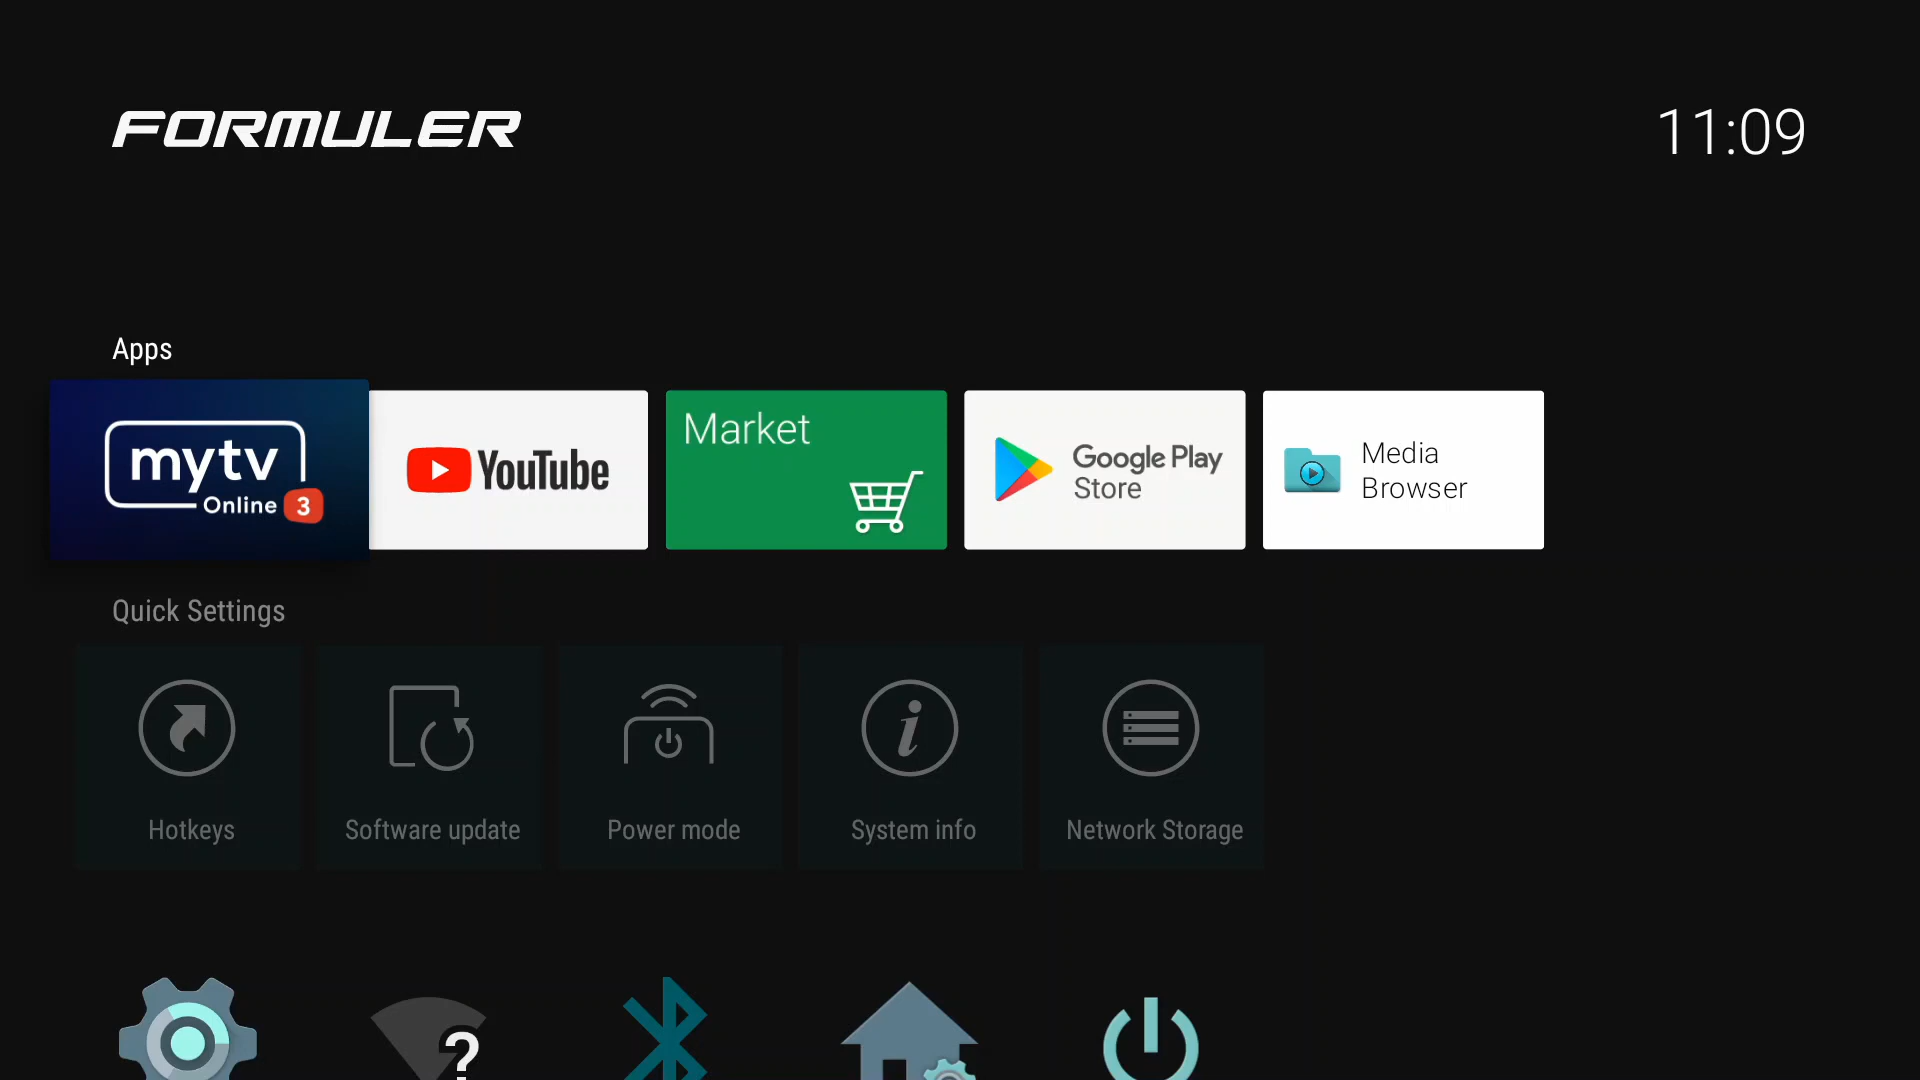 FORMULER
11:09
Apps
mytv
Online 3
YouTube
Market
Google Play
Store
Media
Browser
Quick Settings
Hotkeys
Software update
Power mode
System info
Network Storage
?